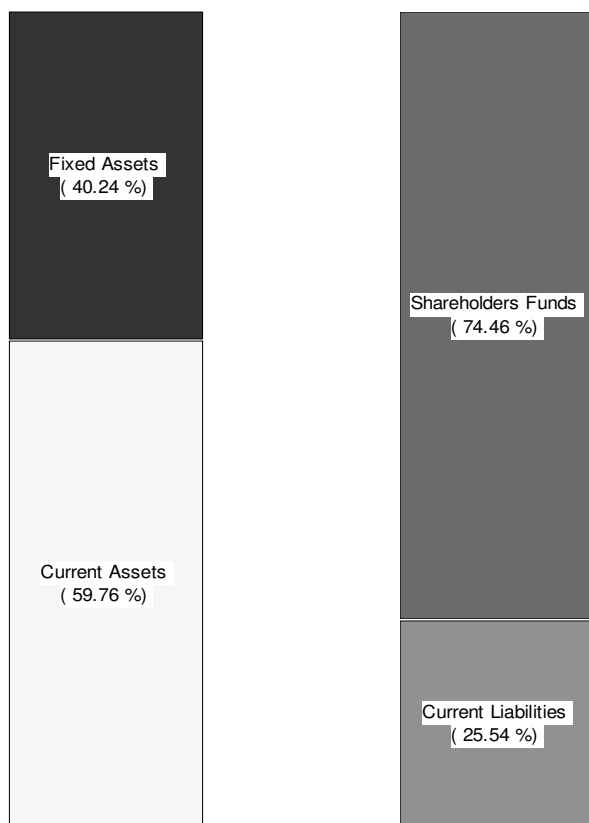 Fixed Assets
( 40.24 %)
Current Assets
( 59.76 %)
Shareholders Funds
( 74.46 %)
Current Liabilities
( 25.54 %)